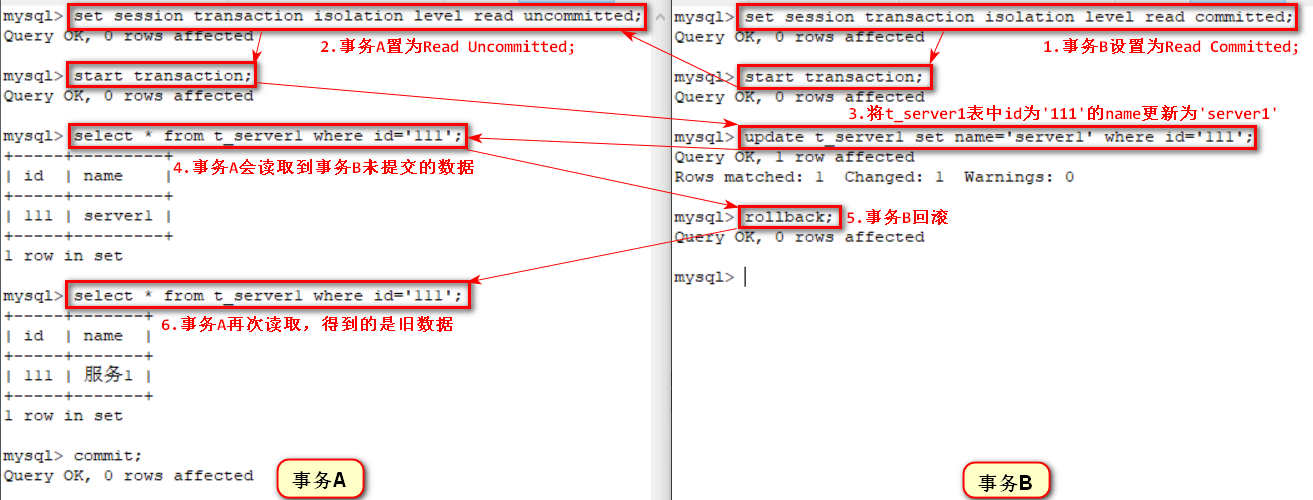 mysql> set session transaction isolation level read uncommitted;
Query OK, 0 rows affected
2.事务A置为Read Uncommitted;
mysql> start transaction;
Query OK, 0 rows affected
mysql> select * from t_server1 where id='111';
+-----+---------+
| id  | name    |
4.事务A会读取到事务B未提交的数据
+-----+---------+
| 111 | server1 |
+-----+---------+
1 row in set
mysql> select * from t_server1 where id='111';
+-----+-------+
6.事务A再次读取，得到的是旧数据
| id  | name  |
+-----+-------+
| 111 | 服务1 |
+-----+-------+
1 row in set
mysql> commit;
Query OK, 0 rows affected
事务A
mysql> set session transaction isolation level read committed;
Query OK, 0 rows affected
1.事务B设置为Read Committed;
mysql> start transaction;
Query OK, 0 rows affected
3.将t_server1表中id为'111'的name更新为'server1'
mysql> update t_server1 set name='server1' where id='111';
Query OK, 1 row affected
Rows matched: 1  Changed: 1  Warnings: 0
mysql> rollback;
5.事务B回滚
Query OK, 0 rows affected
mysql>
事务B